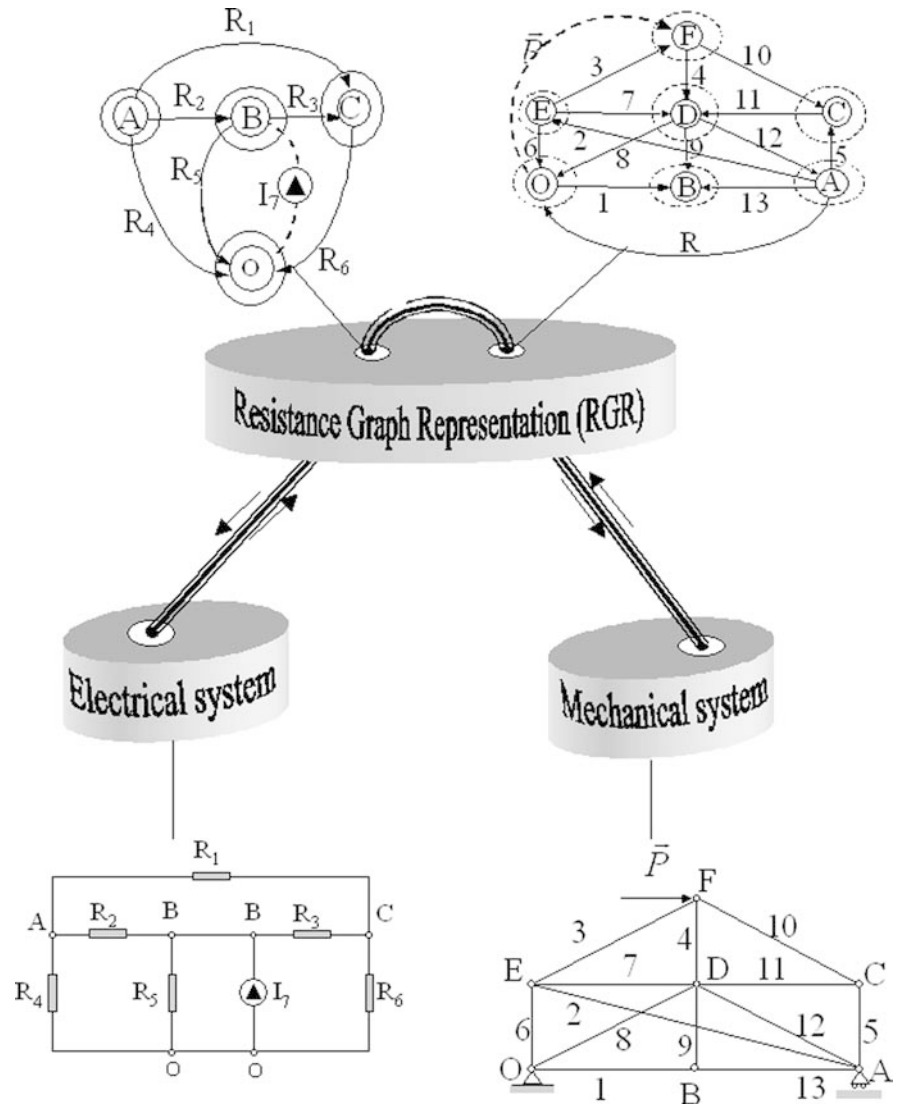 R₁
A R₂ B R₃ C
R₅
I₇
R₄
O
R₆
F
3 4 10
E 7 D 11 C
6 2 8 9 12 5
O B A
1 13
R
Resistance Graph Representation (RGR)
Electrical system
Mechanical system
R₁
A R₂ B B R₃ C
R₄ R₅ I₇ R₆
O O
P⃗ F
3 4 10
E 7 D 11 C
6 2 8 9 12 5
O A
1 B 13